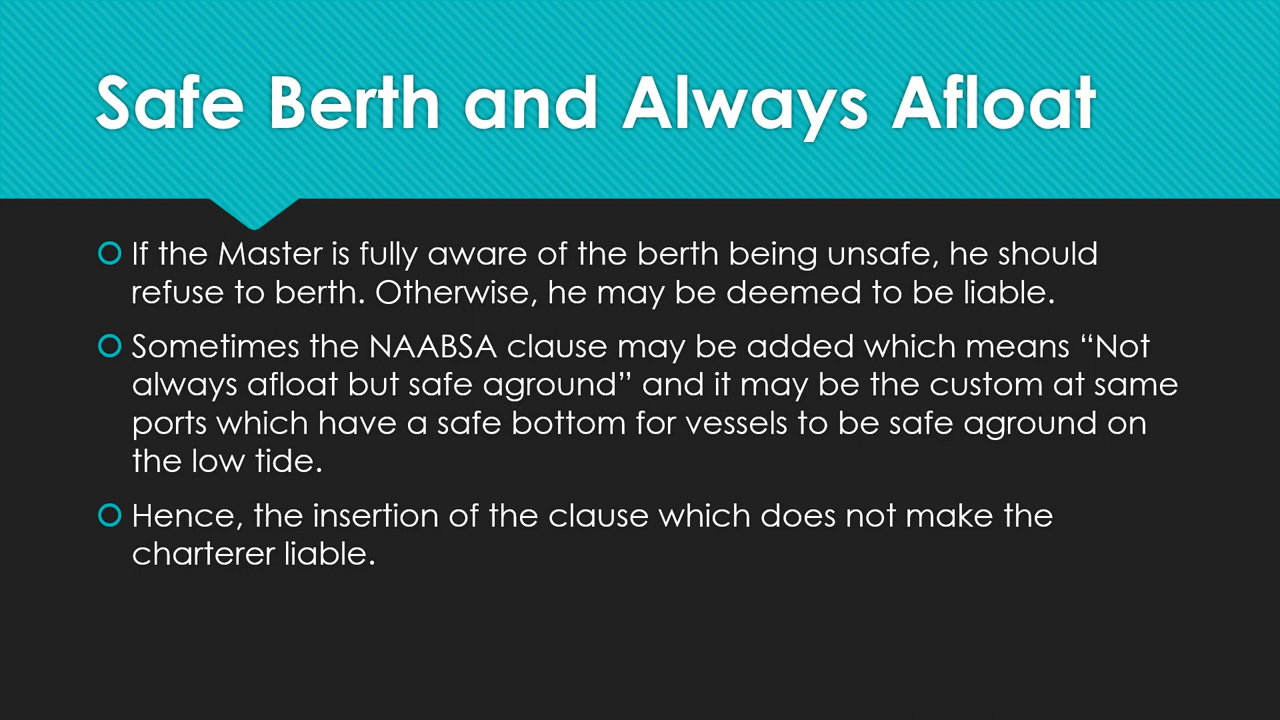 Safe Berth and Always Afloat
If the Master is fully aware of the berth being unsafe, he should
refuse to berth. Otherwise, he may be deemed to be liable.
Sometimes the NAABSA clause may be added which means “Not
always afloat but safe aground” and it may be the custom at same
ports which have a safe bottom for vessels to be safe aground on
the low tide.
Hence, the insertion of the clause which does not make the
charterer liable.